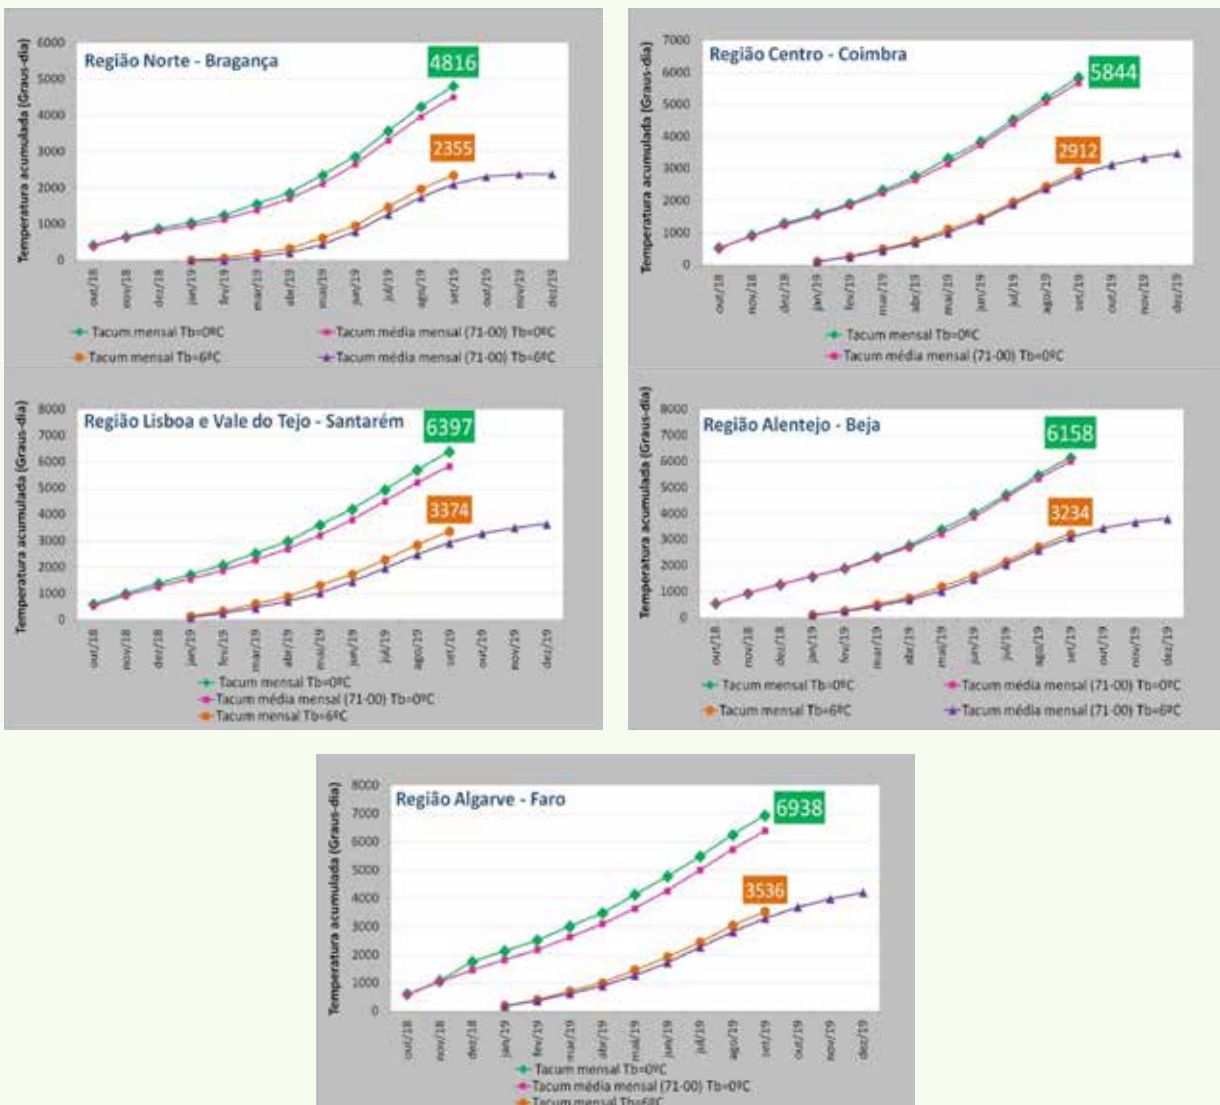 Região Norte - Bragança
Temperatura acumulada (Graus-dia)
6000
5000
4000
3000
2000
1000
0
4816
2355
out/18
nov/18
dez/18
jan/19
fev/19
mar/19
abr/19
mai/19
jun/19
jul/19
ago/19
set/19
out/19
nov/19
dez/19
Tacum mensal Tb=0ºC
Tacum média mensal (71-00) Tb=0ºC
Tacum mensal Tb=6ºC
Tacum média mensal (71-00) Tb=6ºC
Região Centro - Coimbra
Temperatura acumulada (Graus-dia)
7000
6000
5000
4000
3000
2000
1000
0
5844
2912
out/18
nov/18
dez/18
jan/19
fev/19
mar/19
abr/19
mai/19
jun/19
jul/19
ago/19
set/19
out/19
nov/19
dez/19
Tacum mensal Tb=0ºC
Tacum média mensal (71-00) Tb=0ºC
Região Lisboa e Vale do Tejo - Santarém
Temperatura acumulada (Graus-dia)
8000
7000
6000
5000
4000
3000
2000
1000
0
6397
3374
out/18
nov/18
dez/18
jan/19
fev/19
mar/19
abr/19
mai/19
jun/19
jul/19
ago/19
set/19
out/19
nov/19
dez/19
Tacum mensal Tb=0ºC
Tacum média mensal (71-00) Tb=0ºC
Tacum mensal Tb=6ºC
Região Alentejo - Beja
Temperatura acumulada (Graus-dia)
8000
7000
6000
5000
4000
3000
2000
1000
0
6158
3234
out/18
nov/18
dez/18
jan/19
fev/19
mar/19
abr/19
mai/19
jun/19
jul/19
ago/19
set/19
out/19
nov/19
dez/19
Tacum mensal Tb=0ºC
Tacum média mensal (71-00) Tb=0ºC
Tacum mensal Tb=6ºC
Tacum média mensal (71-00) Tb=6ºC
Região Algarve - Faro
Temperatura acumulada (Graus-dia)
8000
7000
6000
5000
4000
3000
2000
1000
0
6938
3536
out/18
nov/18
dez/18
jan/19
fev/19
mar/19
abr/19
mai/19
jun/19
jul/19
ago/19
set/19
out/19
nov/19
dez/19
Tacum mensal Tb=0ºC
Tacum média mensal (71-00) Tb=0ºC
Tacum mensal Tb=6ºC